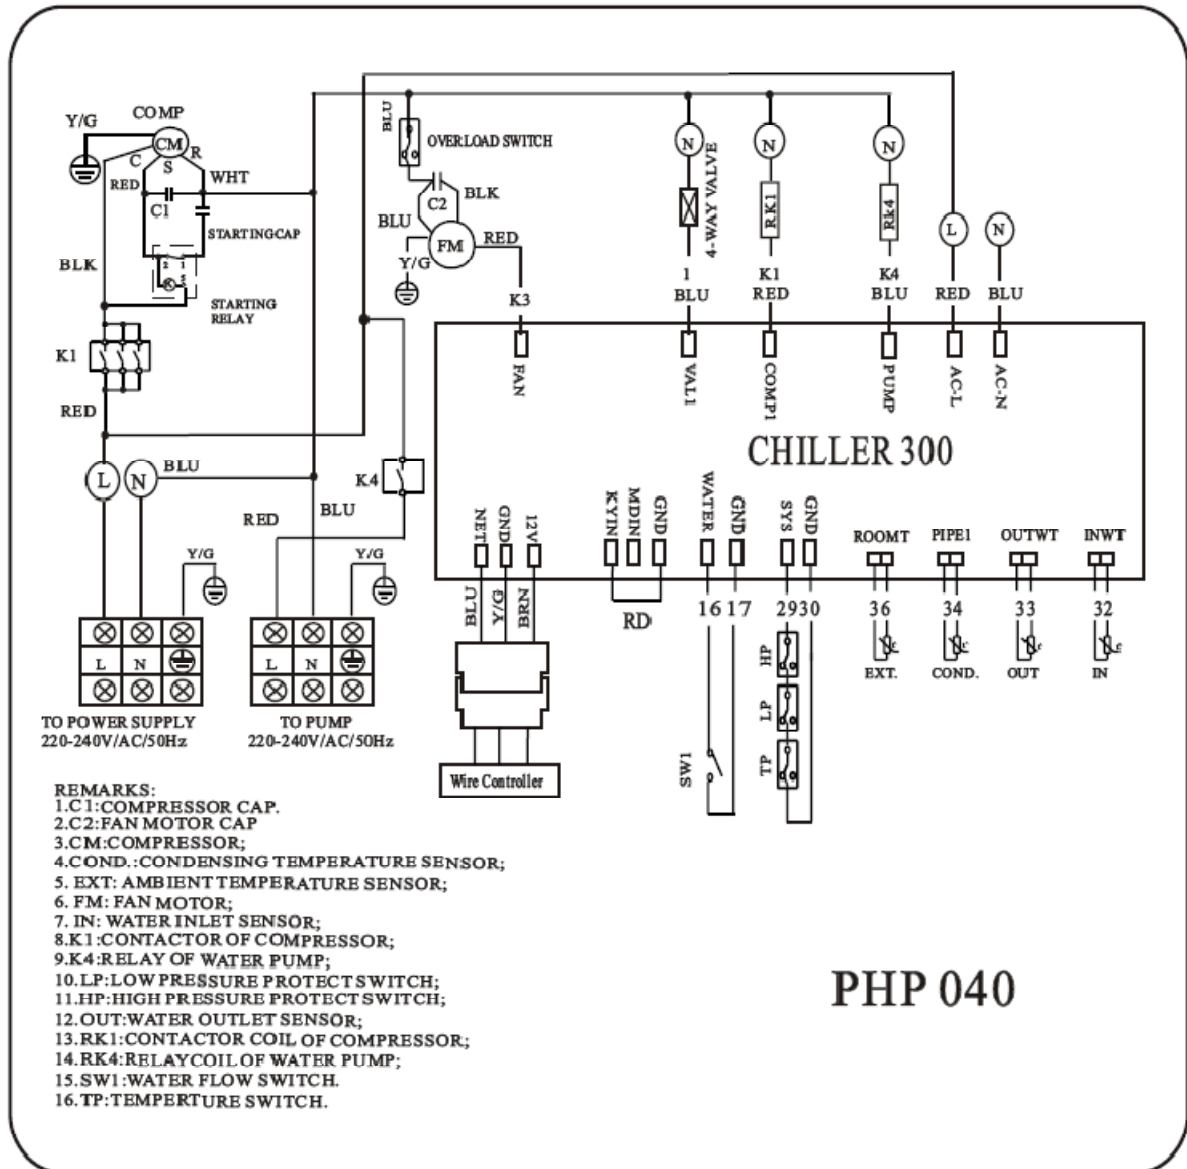 COMP
Y/G
CM
C
S
R
RED
WHT
C1
STARTINGCAP
2 1
5
K
BLK
STARTING
RELAY
K1
RED
L
N
BLU
BLU
OVERLOAD SWITCH
C2
BLK
BLU
FM
RED
Y/G
K3
N
4-WAY VALVE
1
BLU
N
RK1
K1
RED
N
Rk4
K4
BLU
L
RED
N
BLU
FAN
VAL1
COMP1
PUMP
AC-L
AC-N
CHILLER 300
K4
RED
BLU
Y/G
Y/G
NET
GND
12V
KYIN
MDIN
GND
WATER
GND
SYS
GND
ROOMT
PIPE1
OUTWT
INWT
BLU
Y/G
BRN
RD
16 17
29 30
36
34
33
32
HP
LP
TP
SW1
EXT.
COND.
OUT
IN
L
N
L
N
TO POWER SUPPLY
220-240V/AC/50Hz
TO PUMP
220-240V/AC/50Hz
Wire Controller
REMARKS:
1.C1:COMPRESSOR CAP.
2.C2:FAN MOTOR CAP
3.CM:COMPRESSOR;
4.COND.:CONDENSING TEMPERATURE SENSOR;
5. EXT: AMBIENT TEMPERATURE SENSOR;
6. FM: FAN MOTOR;
7. IN: WATER INLET SENSOR;
8.K1:CONTACTOR OF COMPRESSOR;
9.K4:RELAY OF WATER PUMP;
10.LP:LOW PRESSURE PROTECT SWITCH;
11.HP:HIGH PRESSURE PROTECT SWITCH;
12.OUT:WATER OUTLET SENSOR;
13.RK1:CONTACTOR COIL OF COMPRESSOR;
14.RK4:RELAYCOIL OF WATER PUMP;
15.SW1:WATER FLOW SWITCH.
16.TP:TEMPERTURE SWITCH.
PHP 040